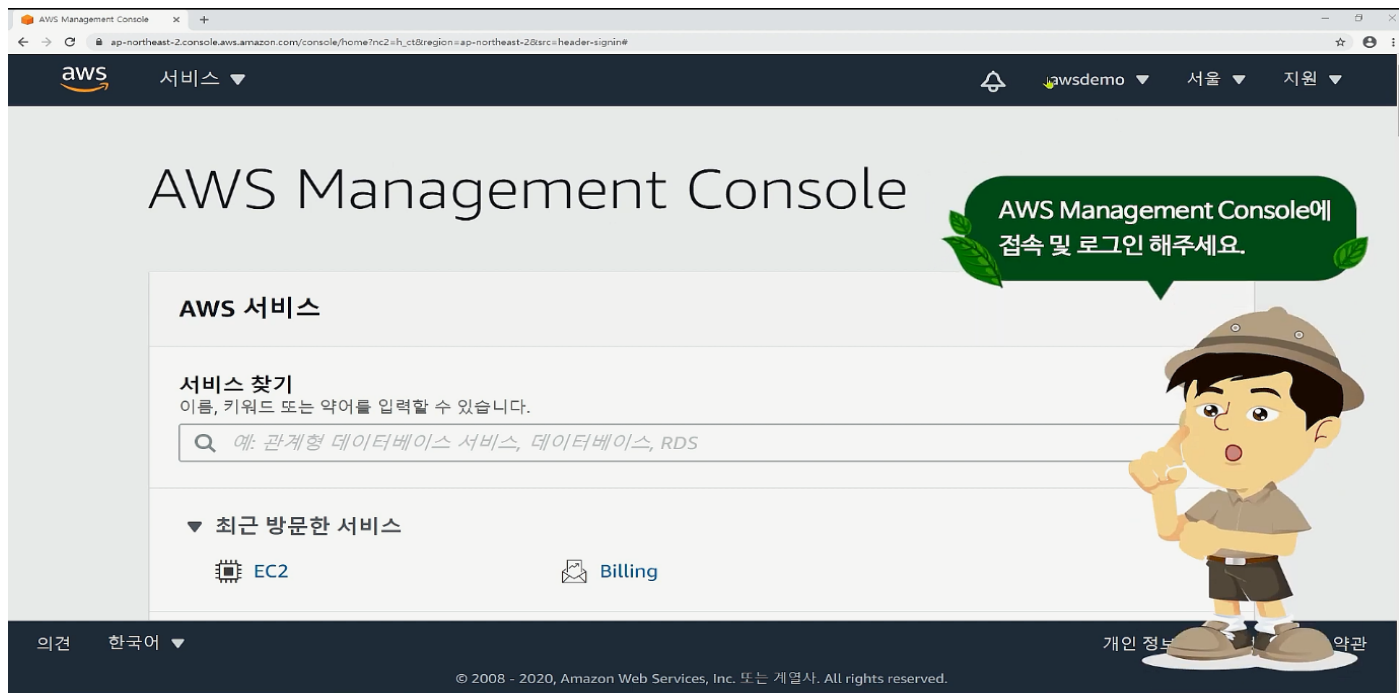 AWS Management Console
ap-northeast-2.console.aws.amazon.com/console/home?nc2=h_ct&region=ap-northeast-2&src=header-signin#
aws 서비스 awsdemo 서울 지원
AWS Management Console
AWS Management Console에
접속 및 로그인 해주세요.
AWS 서비스
서비스 찾기
이름, 키워드 또는 약어를 입력할 수 있습니다.
예: 관계형 데이터베이스 서비스, 데이터베이스, RDS
최근 방문한 서비스
EC2 Billing
의견 한국어 개인 약관
© 2008 - 2020, Amazon Web Services, Inc. 또는 계열사. All rights reserved.